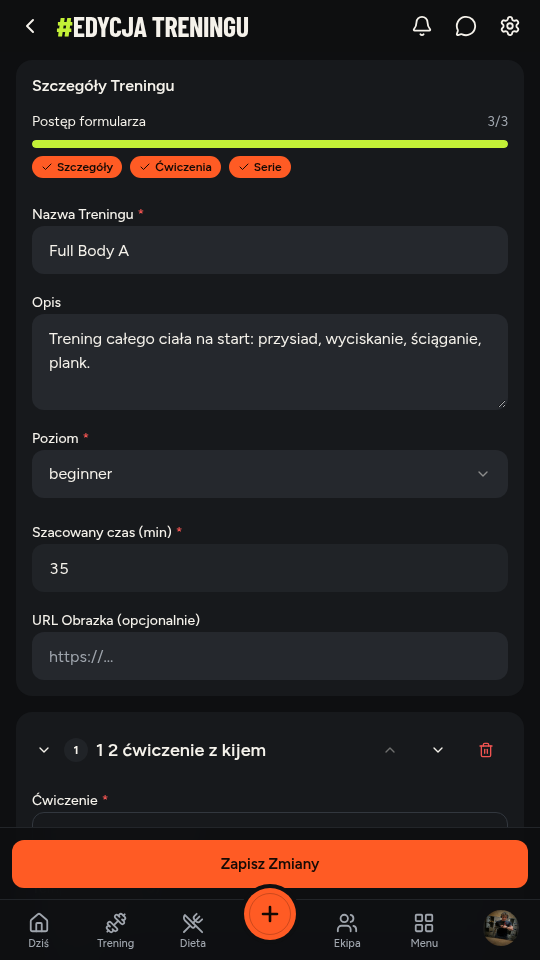 #EDYCJA TRENINGU
Szczegóły Treningu
Postęp formularza 3/3
Szczegóły Ćwiczenia Serie
Nazwa Treningu *
Full Body A
Opis
Trening całego ciała na start: przysiad, wyciskanie, ściąganie,
plank.
Poziom *
beginner
Szacowany czas (min) *
35
URL Obrazka (opcjonalnie)
https://...
1 1 2 ćwiczenie z kijem
Ćwiczenie *
Zapisz Zmiany
Dziś Trening Dieta Ekipa Menu